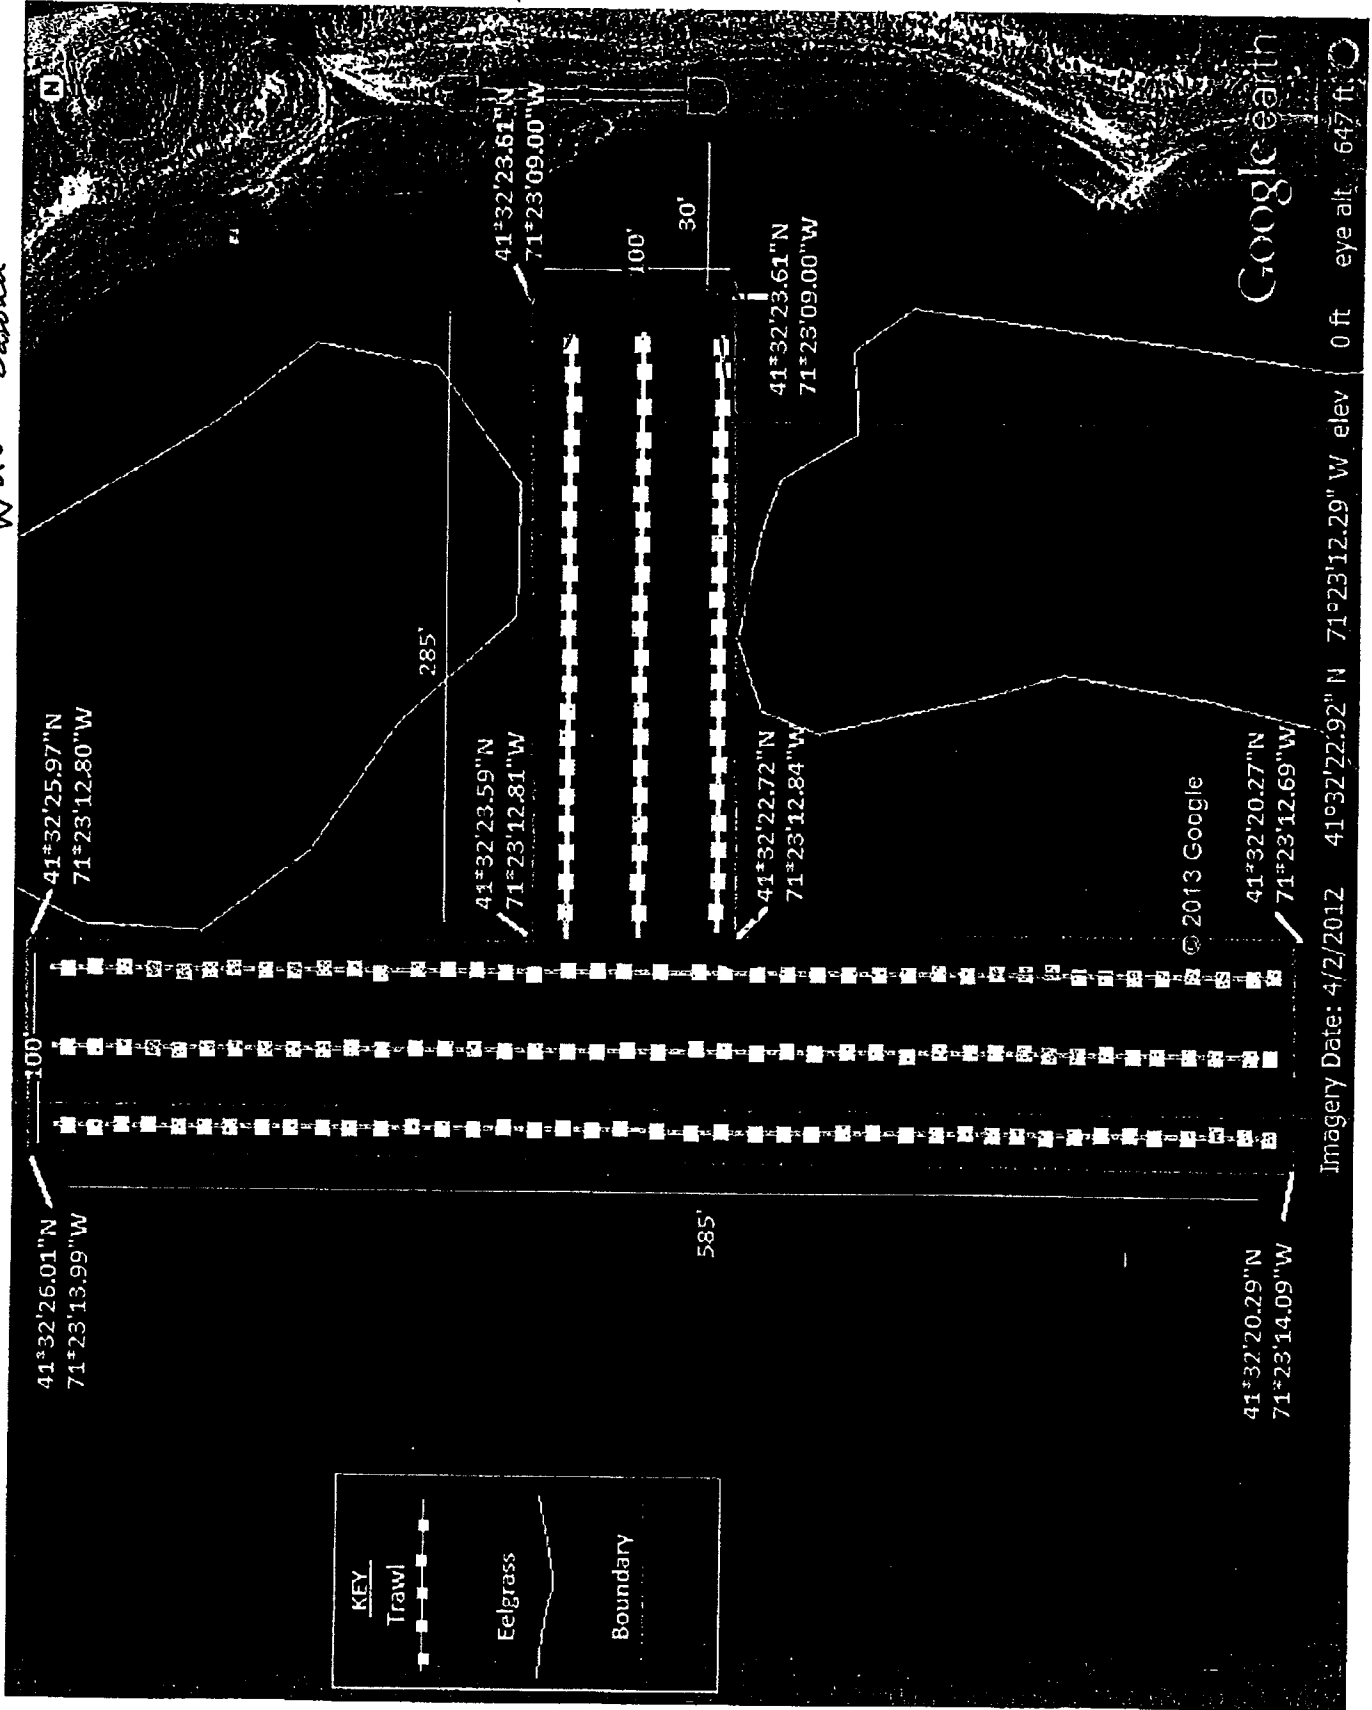 N
41*32'26.01"N
71*23'13.99"W
100'
41*32'25.97"N
71*23'12.80"W
KEY
Trawl
Eelgrass
Boundary
285'
41*32'23.59"N
71*23'12.81"W
41*32'23.61"N
71*23'09.00"W
100'
30'
585'
41*32'22.72"N
71*23'12.84"W
41*32'23.61"N
71*23'09.00"W
© 2013 Google
Google earth
41*32'20.29"N
71*23'14.09"W
41*32'20.27"N
71*23'12.69"W
Imagery Date: 4/2/2012 41°32'22.92" N 71°23'12.29" W elev 0 ft eye alt 647 ft